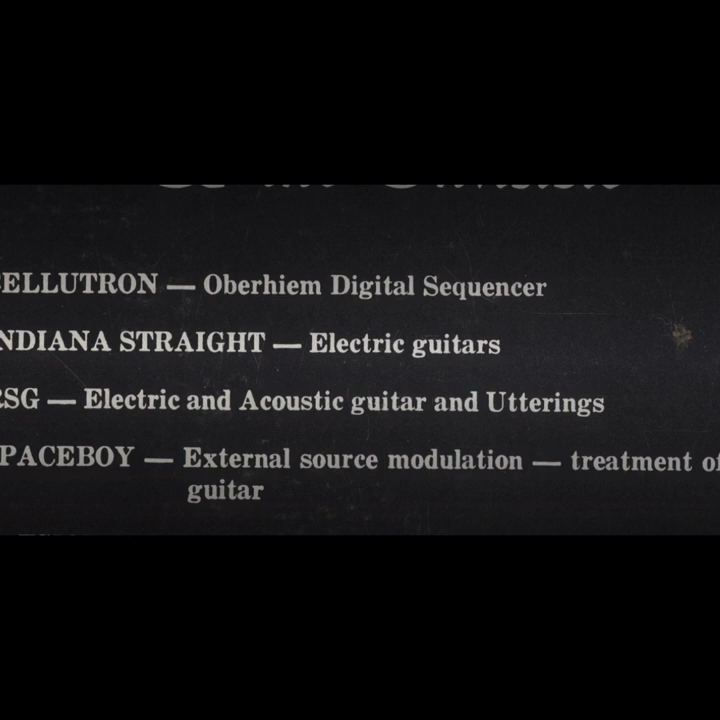 ELLUTRON — Oberhiem Digital Sequencer
NDIANA STRAIGHT — Electric guitars
SG — Electric and Acoustic guitar and Utterings
PACEBOY — External source modulation — treatment of
guitar